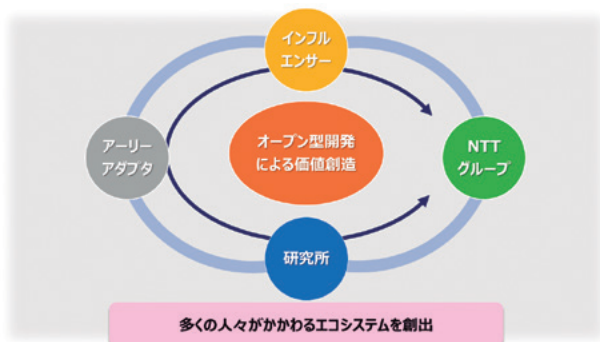 インフル
エンサー
アーリー
アダプタ
オープン型開発
による価値創造
NTT
グループ
研究所
多くの人々がかかわるエコシステムを創出